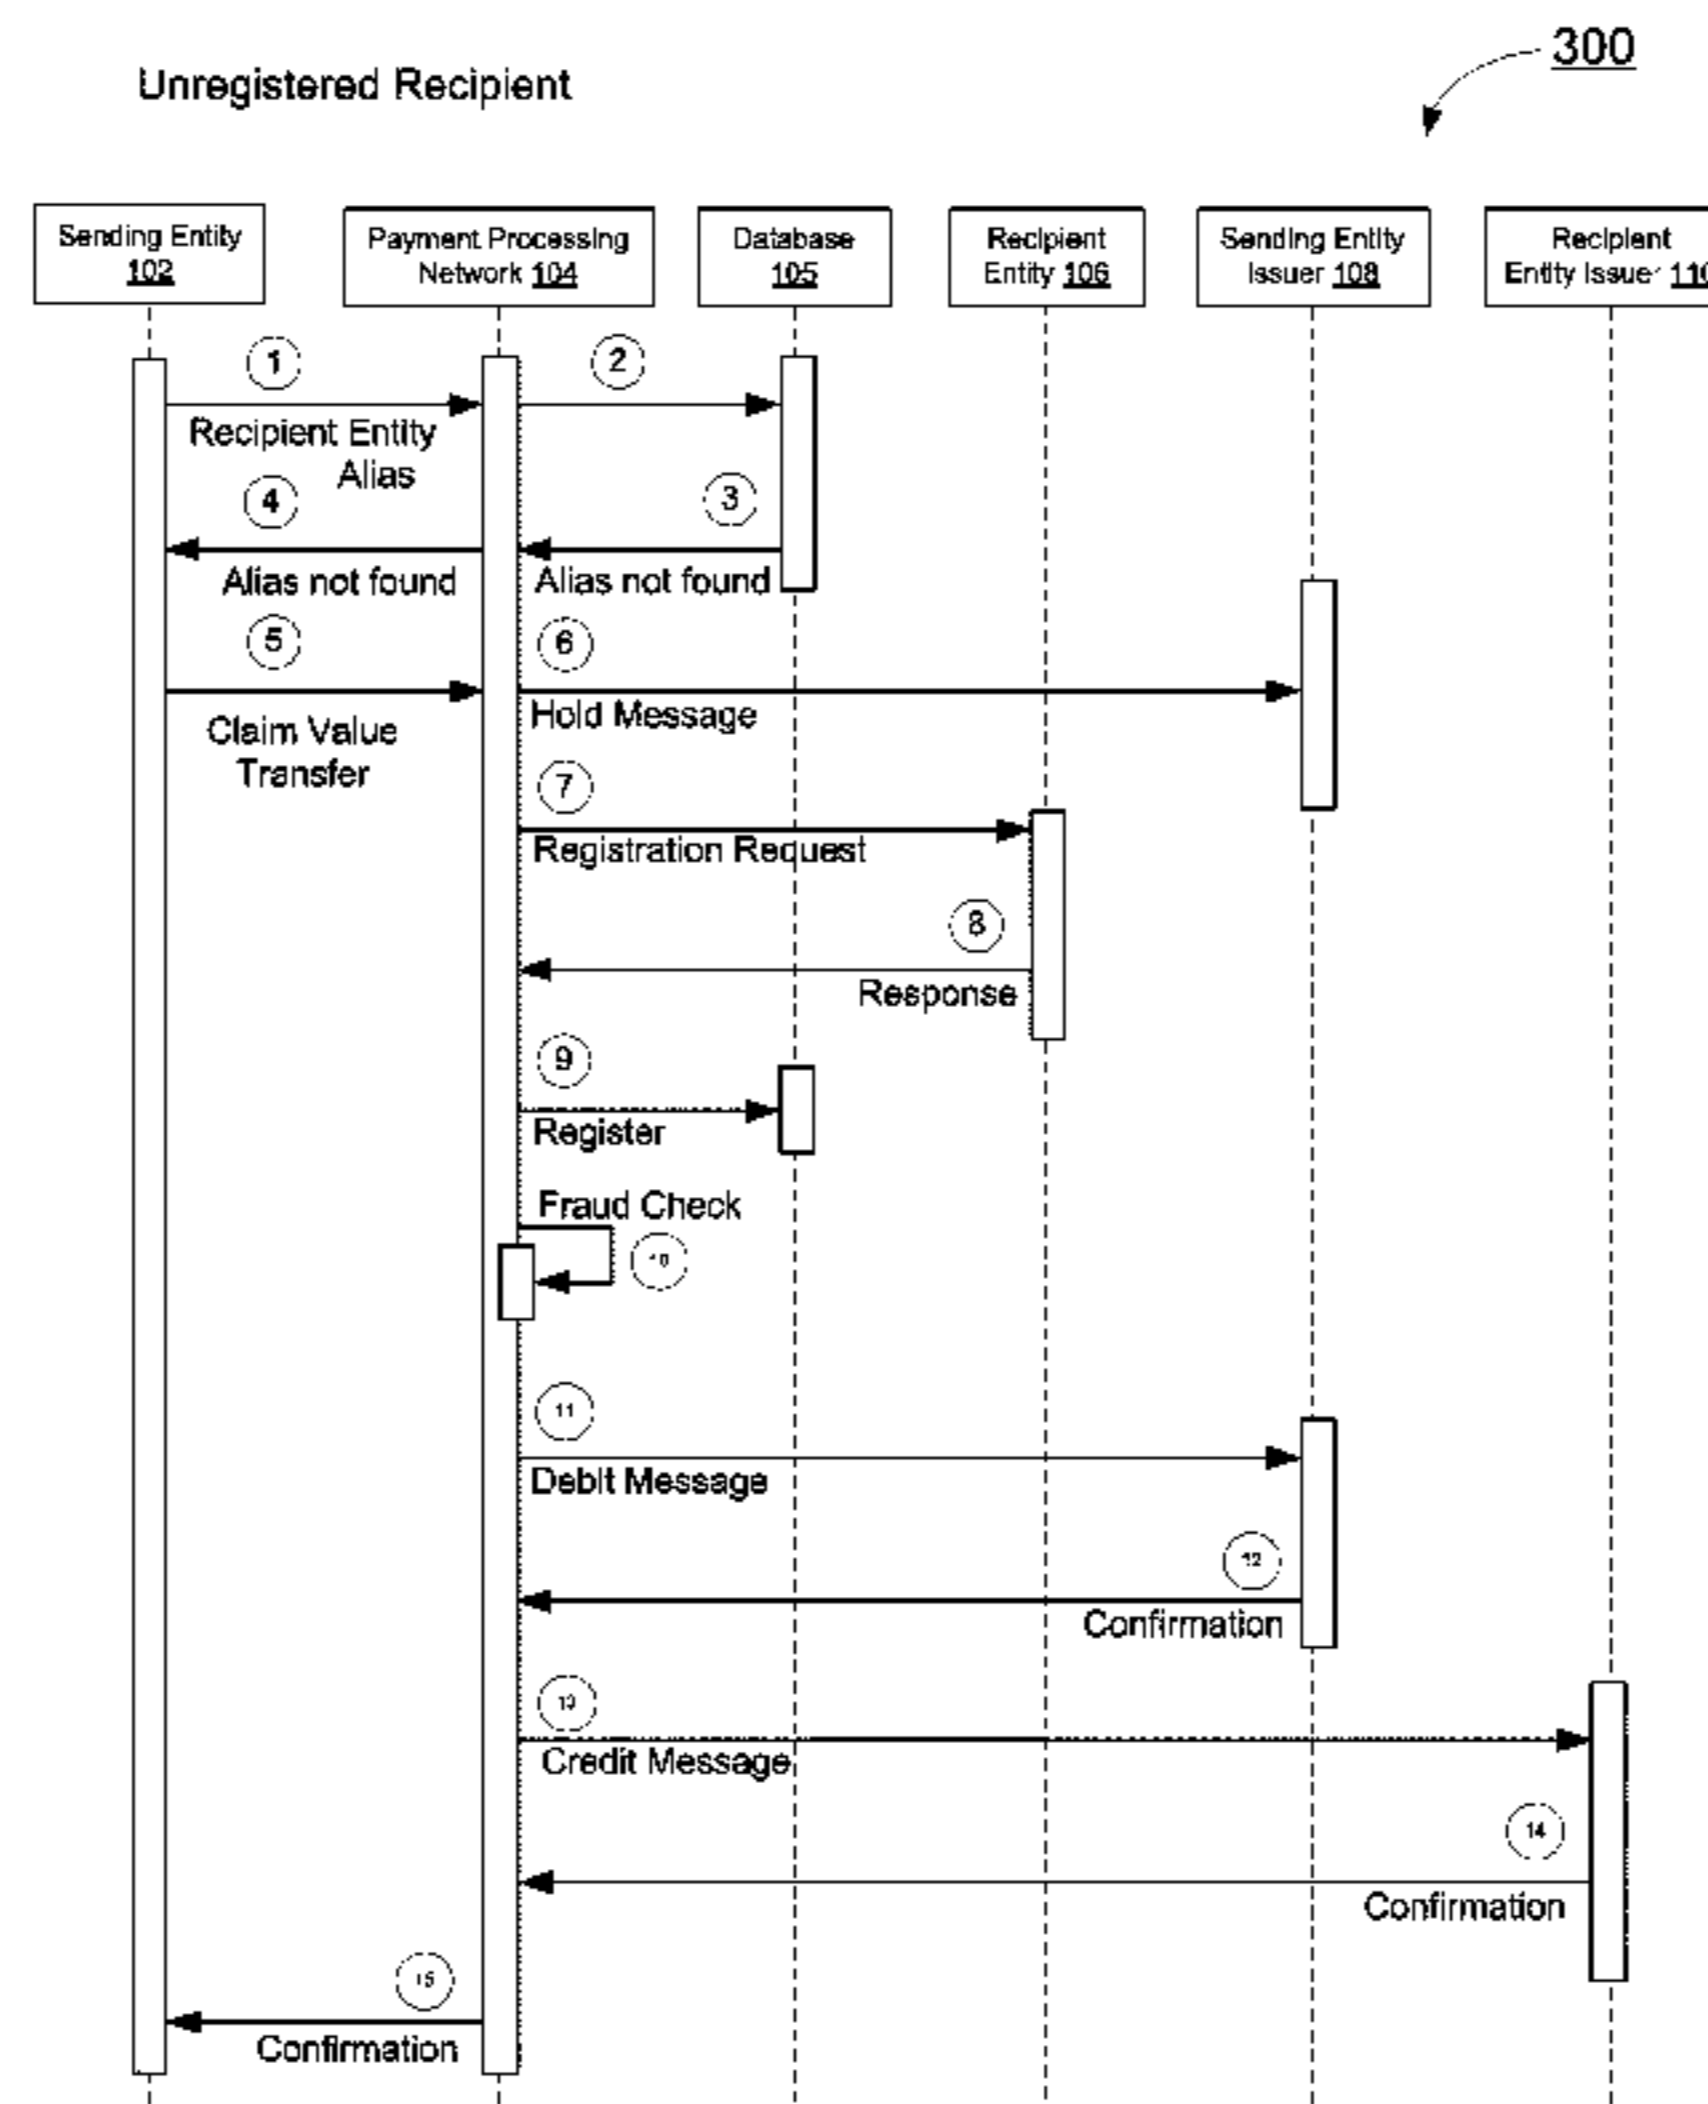 300
Unregistered Recipient
Sending Entity
102
Payment Processing
Network 104
Database
105
Recipient
Entity 106
Sending Entity
Issuer 108
Recipient
Entity Issuer
1
2
Recipient Entity
Alias
4
3
Alias not found
Alias not found
5
6
Claim Value
Transfer
Hold Message
7
Registration Request
8
Response
9
Register
Fraud Check
10
11
Debit Message
12
Confirmation
13
Credit Message
14
Confirmation
15
Confirmation